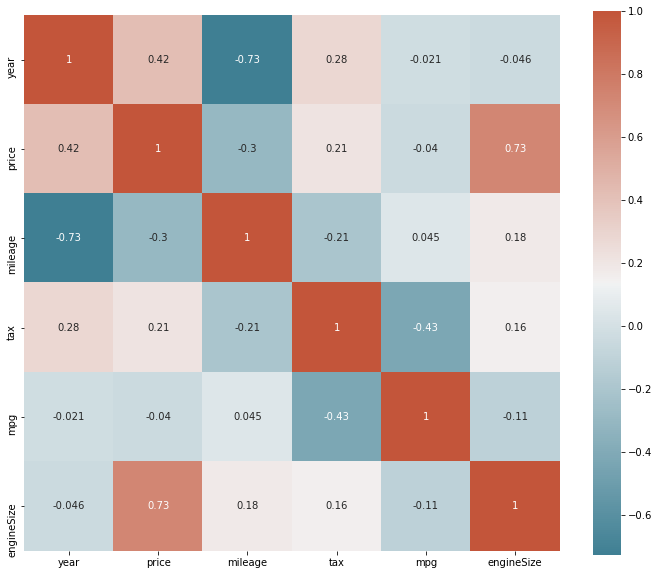 year 1 0.42 -0.73 0.28 -0.021 -0.046
price 0.42 1 -0.3 0.21 -0.04 0.73
mileage -0.73 -0.3 1 -0.21 0.045 0.18
tax 0.28 0.21 -0.21 1 -0.43 0.16
mpg -0.021 -0.04 0.045 -0.43 1 -0.11
engineSize -0.046 0.73 0.18 0.16 -0.11 1
year price mileage tax mpg engineSize
1.0
0.8
0.6
0.4
0.2
0.0
−0.2
−0.4
−0.6